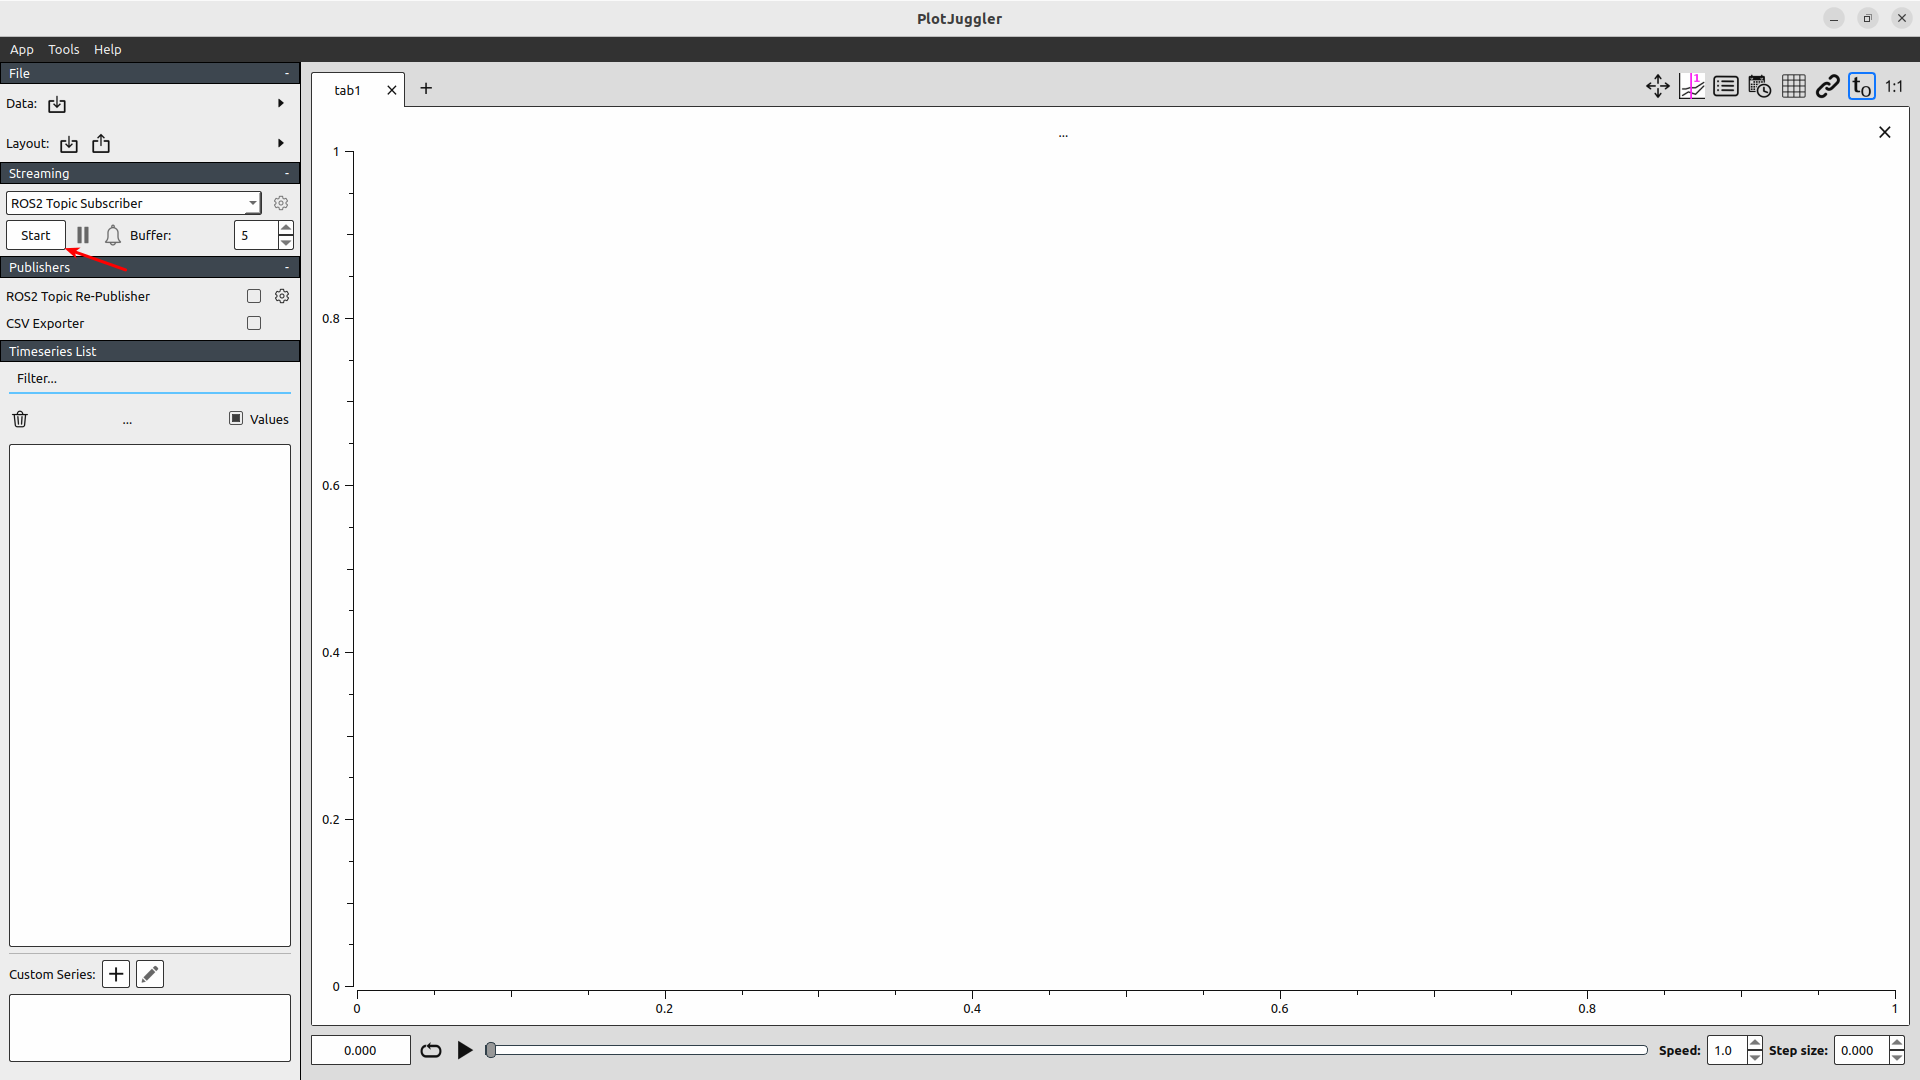 PlotJuggler
App Tools Help
File -
Data:
Layout:
Streaming -
ROS2 Topic Subscriber
Start Buffer: 5
Publishers -
ROS2 Topic Re-Publisher
CSV Exporter
Timeseries List
Filter...
... Values
Custom Series:
tab1
1 t0 1:1
...
1
0.8
0.6
0.4
0.2
0
0 0.2 0.4 0.6 0.8 1
0.000 Speed: 1.0 Step size: 0.000